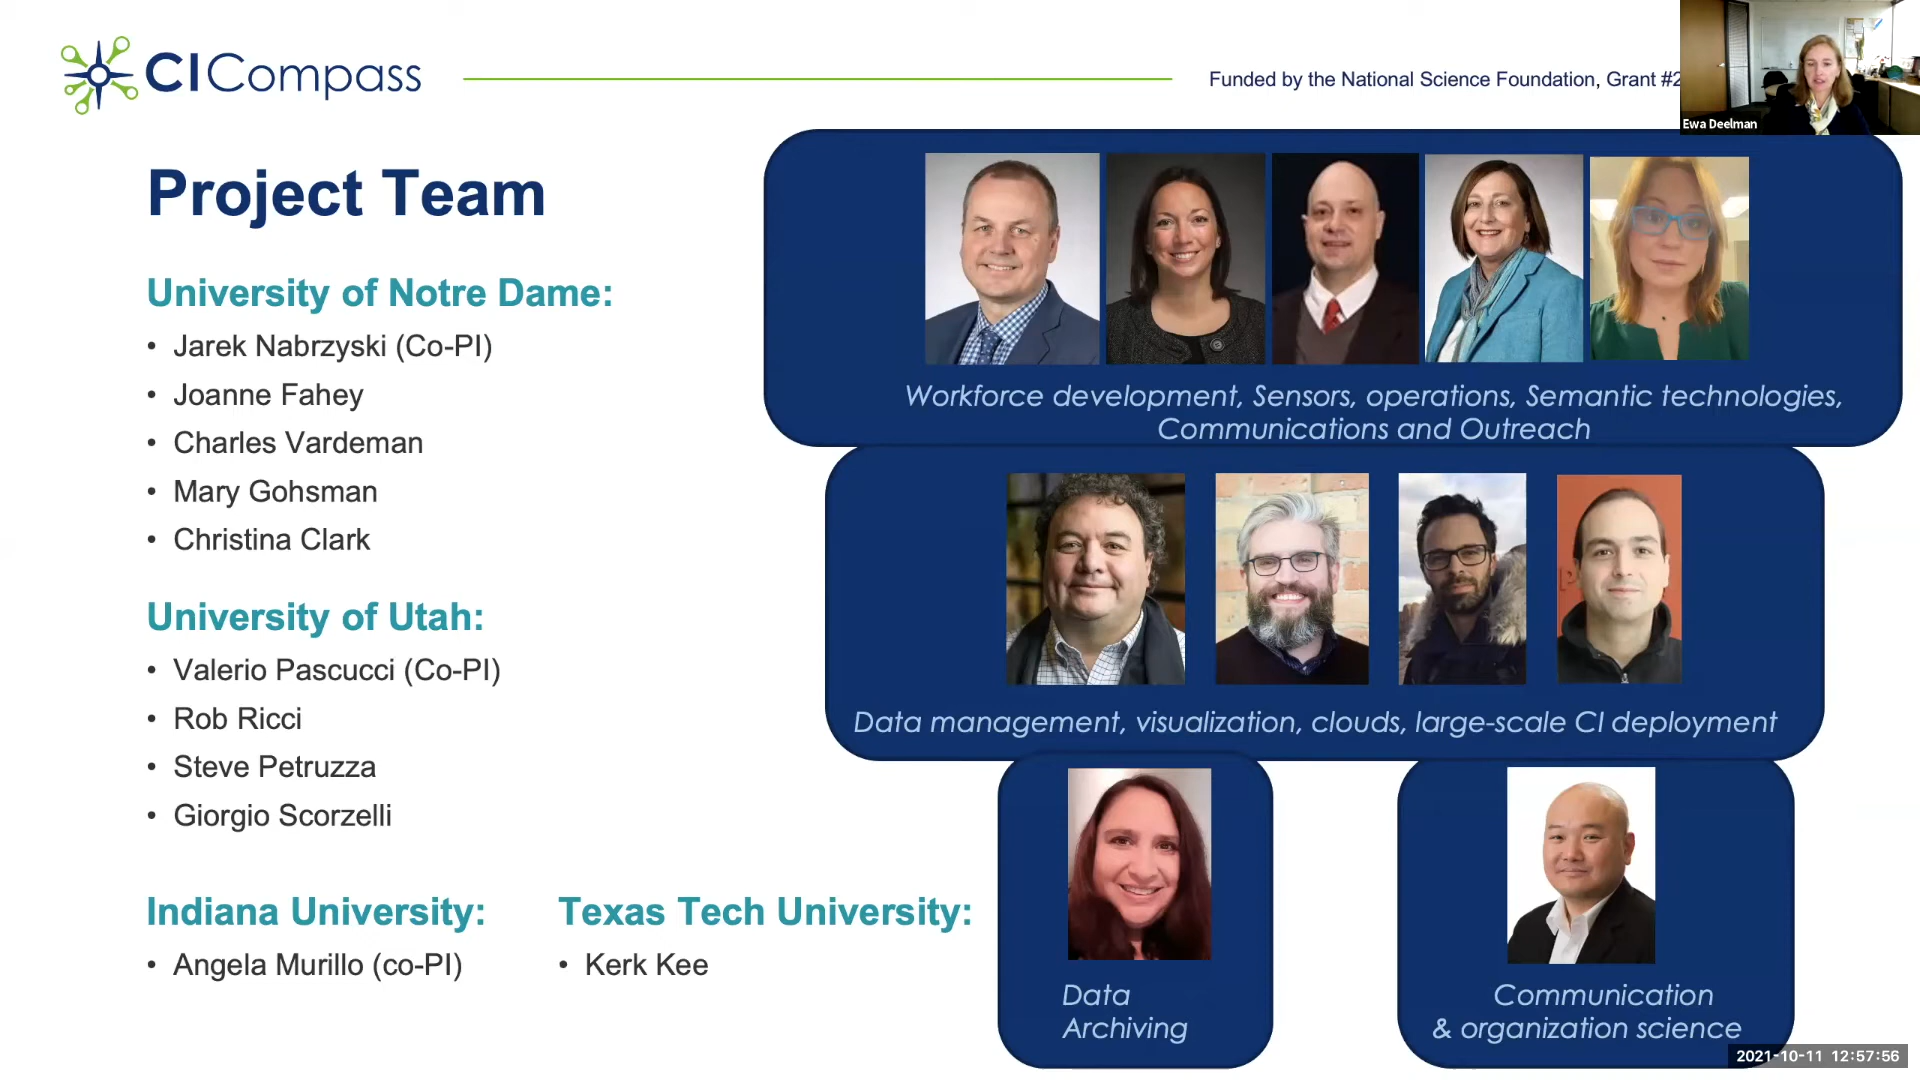 CICompass
Funded by the National Science Foundation, Grant #2
Ewa Deelman
Project Team
University of Notre Dame:
• Jarek Nabrzyski (Co-PI)
• Joanne Fahey
• Charles Vardeman
• Mary Gohsman
• Christina Clark
University of Utah:
• Valerio Pascucci (Co-PI)
• Rob Ricci
• Steve Petruzza
• Giorgio Scorzelli
Indiana University:
• Angela Murillo (co-PI)
Texas Tech University:
• Kerk Kee
Workforce development, Sensors, operations, Semantic technologies,
Communications and Outreach
Data management, visualization, clouds, large-scale CI deployment
Data
Archiving
Communication
& organization science
2021-10-11 12:57:56